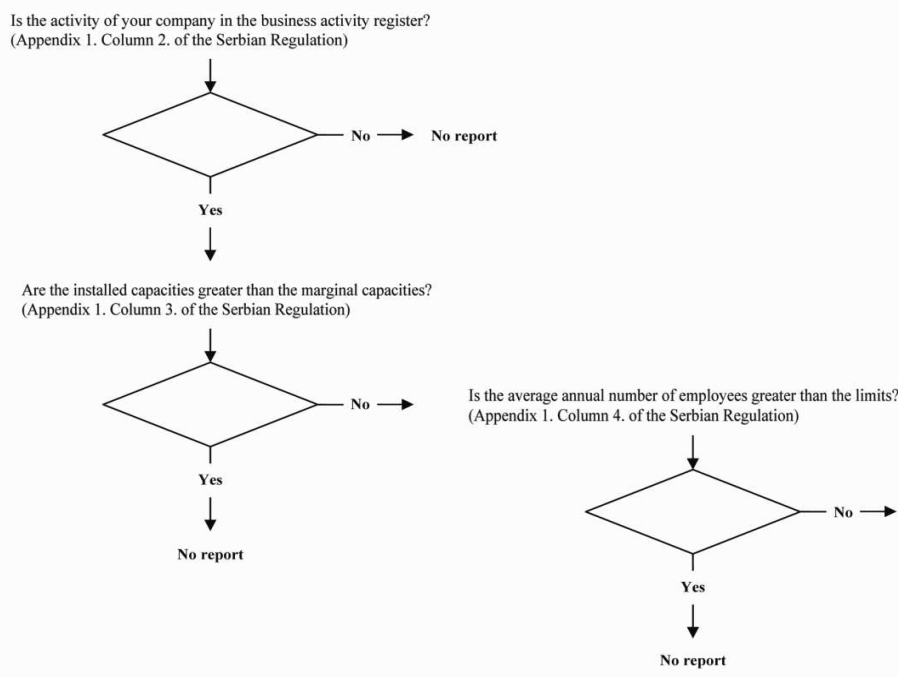 Is the activity of your company in the business activity register?
(Appendix 1. Column 2. of the Serbian Regulation)
No
No report
Yes
Are the installed capacities greater than the marginal capacities?
(Appendix 1. Column 3. of the Serbian Regulation)
No
Yes
No report
Is the average annual number of employees greater than the limits?
(Appendix 1. Column 4. of the Serbian Regulation)
No
Yes
No report